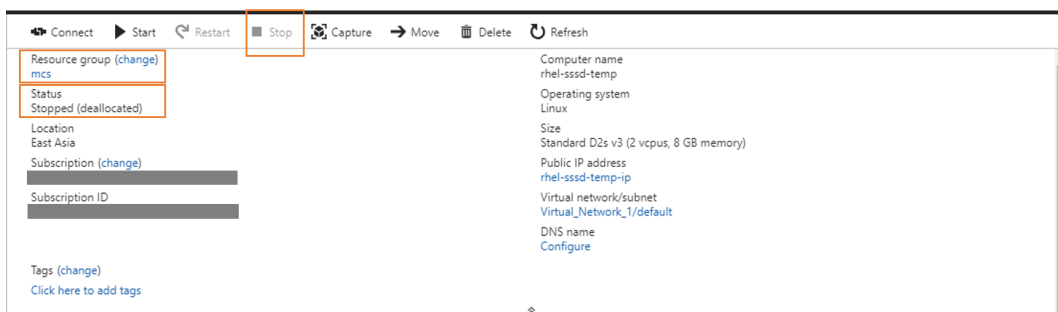 Connect Start Restart Stop Capture Move Delete Refresh
Resource group (change)
mcs
Status
Stopped (deallocated)
Location
East Asia
Subscription (change)
Subscription ID
Tags (change)
Click here to add tags
Computer name
rhel-sssd-temp
Operating system
Linux
Size
Standard D2s v3 (2 vcpus, 8 GB memory)
Public IP address
rhel-sssd-temp-ip
Virtual network/subnet
Virtual_Network_1/default
DNS name
Configure